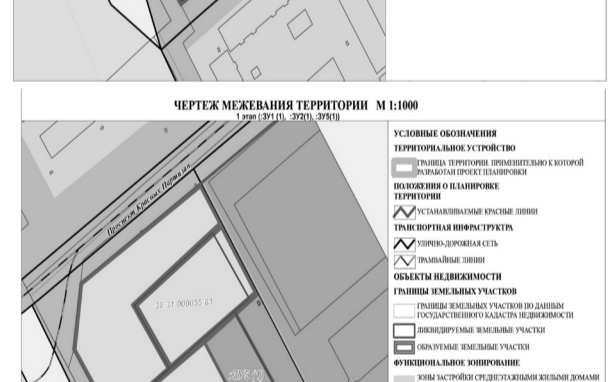 ЧЕРТЕЖ МЕЖЕВАНИЯ ТЕРРИТОРИИ М 1:1000
1 этап (:ЗУ1 (1), :ЗУ2(1), :ЗУ5(1))
УСЛОВНЫЕ ОБОЗНАЧЕНИЯ
ТЕРРИТОРИАЛЬНОЕ УСТРОЙСТВО
ГРАНИЦА ТЕРРИТОРИИ, ПРИМЕНИТЕЛЬНО К КОТОРОЙ
РАЗРАБОТАН ПРОЕКТ ПЛАНИРОВКИ
ПОЛОЖЕНИЯ О ПЛАНИРОВКЕ
ТЕРРИТОРИИ
УСТАНАВЛИВАЕМЫЕ КРАСНЫЕ ЛИНИИ
ТРАНСПОРТНАЯ ИНФРАСТРУКТРА
УЛИЧНО-ДОРОЖНАЯ СЕТЬ
ТРАМВАЙНЫЕ ЛИНИИ
ОБЪЕКТЫ НЕДВИЖИМОСТИ
ГРАНИЦЫ ЗЕМЕЛЬНЫХ УЧАСТКОВ
ГРАНИЦЫ ЗЕМЕЛЬНЫХ УЧАСТКОВ ПО ДАННЫМ
ГОСУДАРСТВЕННОГО КАДАСТРА НЕДВИЖИМОСТИ
ЛИКВИДИРУЕМЫЕ ЗЕМЕЛЬНЫЕ УЧАСТКИ
ОБРАЗУЕМЫЕ ЗЕМЕЛЬНЫЕ УЧАСТКИ
ФУНКЦИОНАЛЬНОЕ ЗОНИРОВАНИЕ
ЗОНЫ ЗАСТРОЙКИ СРЕДНЕЭТАЖНЫМИ ЖИЛЫМИ ДОМАМИ
Проспект Красных Партизан
:ЗУ5 (1)